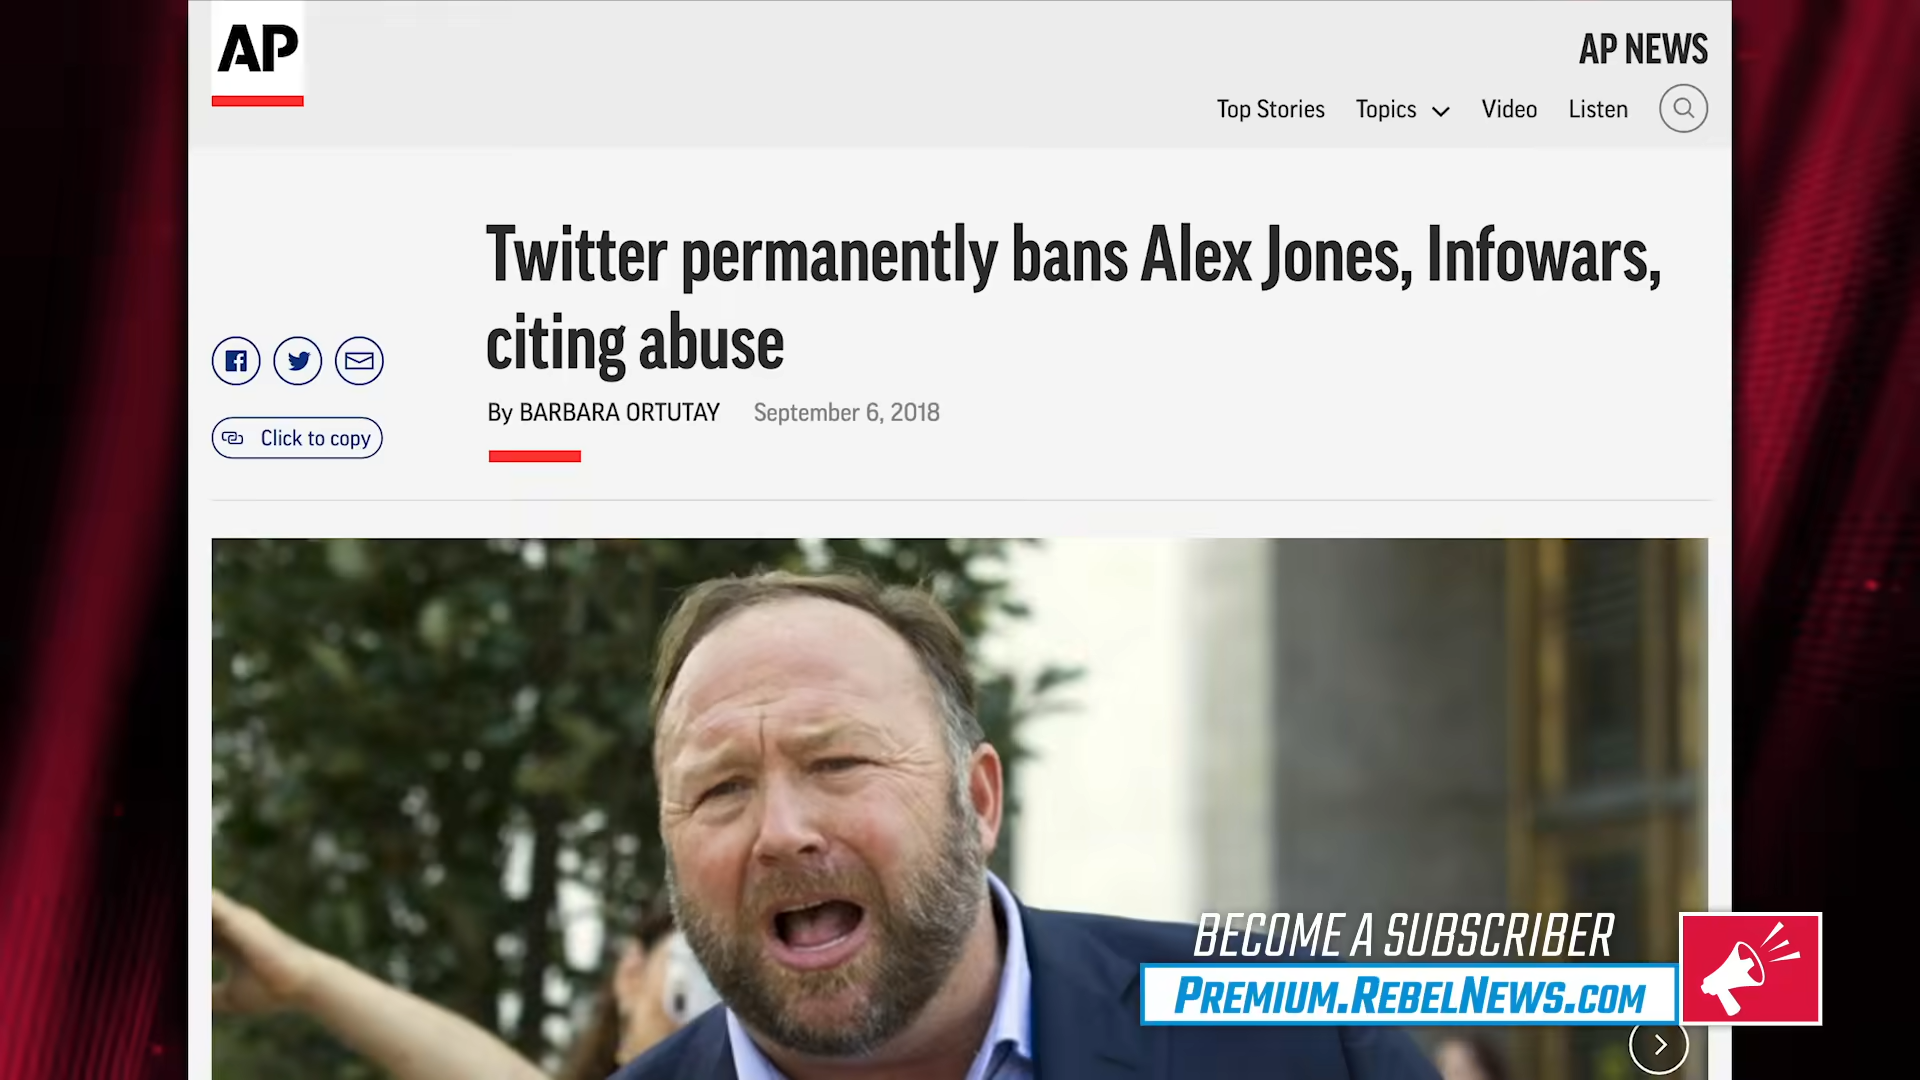 AP
AP NEWS
Top Stories Topics Video Listen
Twitter permanently bans Alex Jones, Infowars,
citing abuse
By BARBARA ORTUTAY September 6, 2018
Click to copy
BECOME A SUBSCRIBER
PREMIUM.REBELNEWS.COM